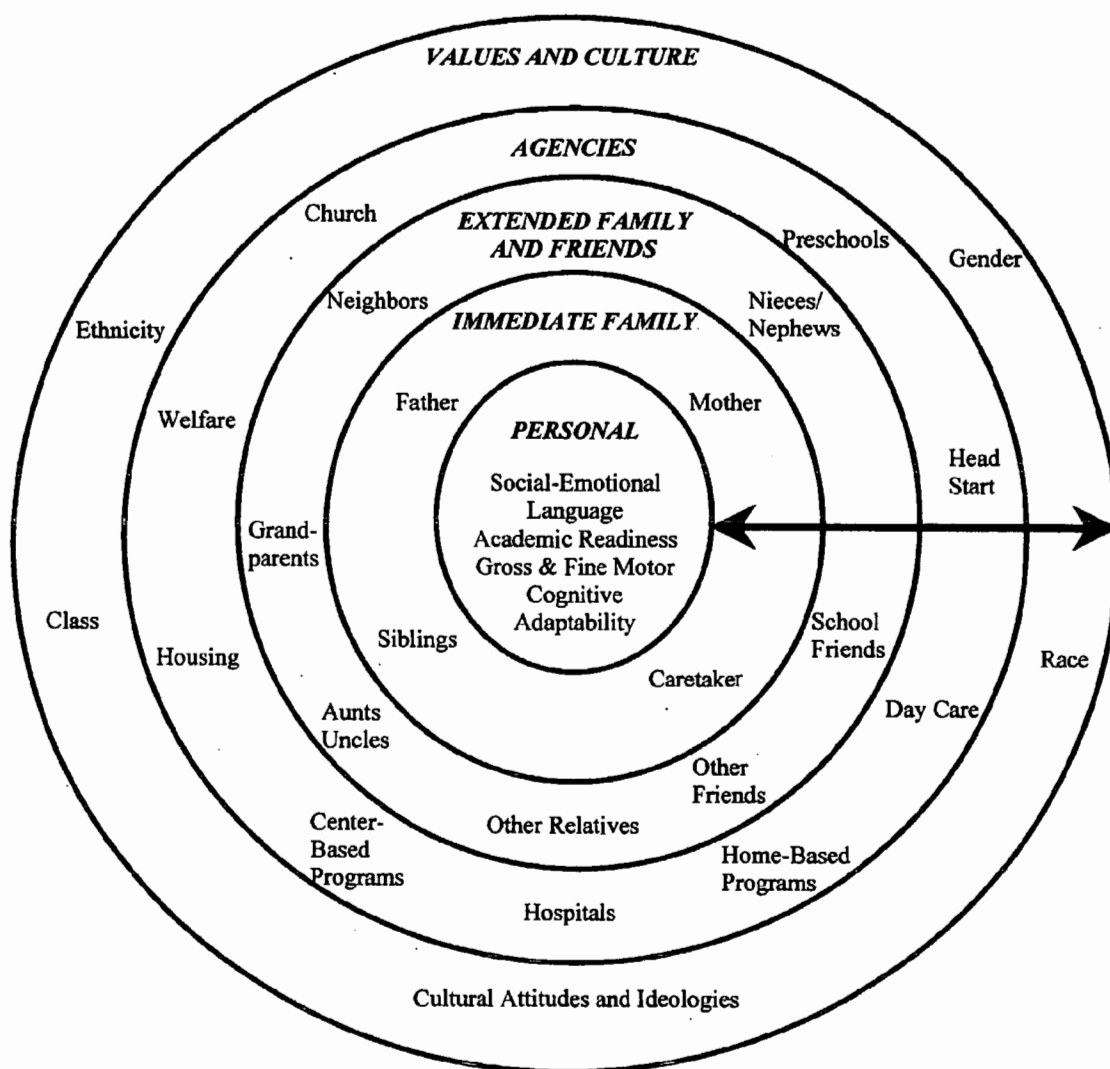 VALUES AND CULTURE
AGENCIES
Church
EXTENDED FAMILY
AND FRIENDS
Preschools
Gender
Neighbors
Nieces/
Nephews
Ethnicity
IMMEDIATE FAMILY
Father
Mother
Welfare
PERSONAL
Head
Start
Social-Emotional
Language
Academic Readiness
Gross & Fine Motor
Cognitive
Adaptability
Grand-
parents
Class
Siblings
School
Friends
Housing
Caretaker
Race
Aunts
Uncles
Day Care
Other
Friends
Center-
Based
Programs
Other Relatives
Home-Based
Programs
Hospitals
Cultural Attitudes and Ideologies